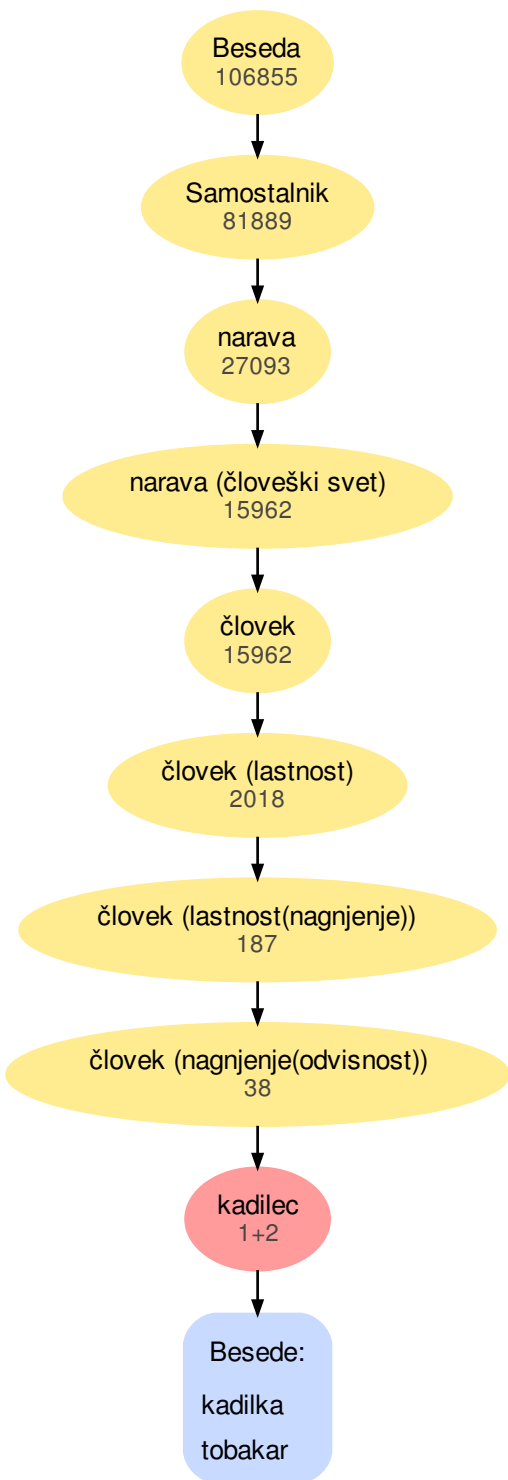 Beseda
106855
Samostalnik
81889
narava
27093
narava (človeški svet)
15962
človek
15962
človek (lastnost)
2018
človek (lastnost(nagnjenje))
187
človek (nagnjenje(odvisnost))
38
kadilec
1+2
Besede:
kadilka
tobakar